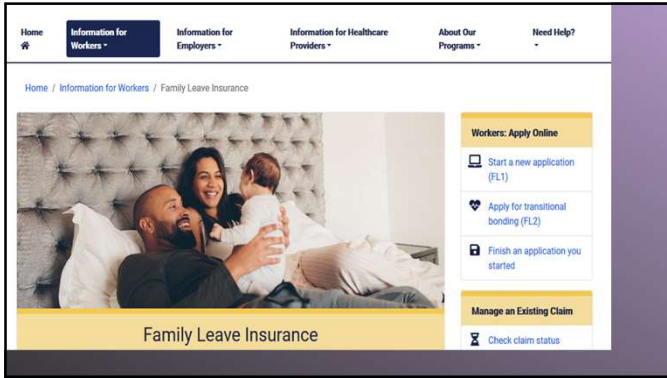 Home
Information for
Workers
Information for
Employers
Information for Healthcare
Providers
About Our
Programs
Need Help?
Home / Information for Workers / Family Leave Insurance
Family Leave Insurance
Workers: Apply Online
Start a new application
(FL1)
Apply for transitional
bonding (FL2)
Finish an application you
started
Manage an Existing Claim
Check claim status